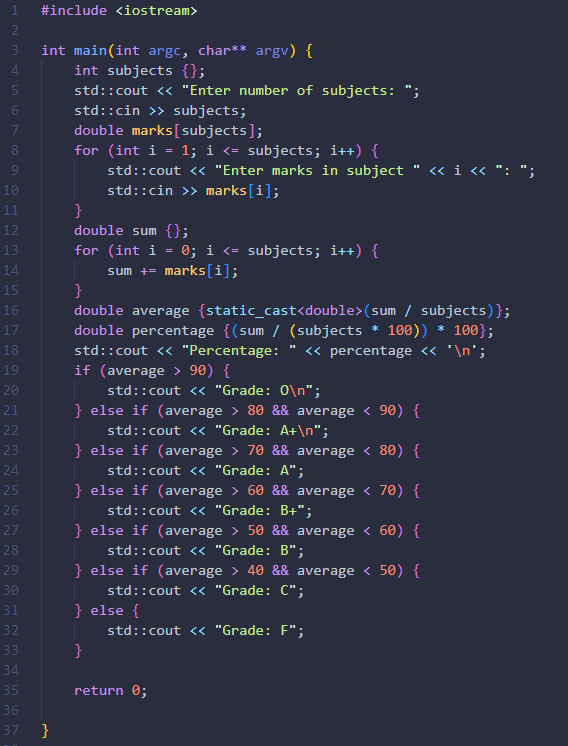 1 #include <iostream>
2
3 int main(int argc, char** argv) {
4     int subjects {};
5     std::cout << "Enter number of subjects: ";
6     std::cin >> subjects;
7     double marks[subjects];
8     for (int i = 1; i <= subjects; i++) {
9         std::cout << "Enter marks in subject " << i << ": ";
10         std::cin >> marks[i];
11     }
12     double sum {};
13     for (int i = 0; i <= subjects; i++) {
14         sum += marks[i];
15     }
16     double average {static_cast<double>(sum / subjects)};
17     double percentage {(sum / (subjects * 100)) * 100};
18     std::cout << "Percentage: " << percentage << '\n';
19     if (average > 90) {
20         std::cout << "Grade: O\n";
21     } else if (average > 80 && average < 90) {
22         std::cout << "Grade: A+\n";
23     } else if (average > 70 && average < 80) {
24         std::cout << "Grade: A";
25     } else if (average > 60 && average < 70) {
26         std::cout << "Grade: B+";
27     } else if (average > 50 && average < 60) {
28         std::cout << "Grade: B";
29     } else if (average > 40 && average < 50) {
30         std::cout << "Grade: C";
31     } else {
32         std::cout << "Grade: F";
33     }
34
35     return 0;
36
37 }